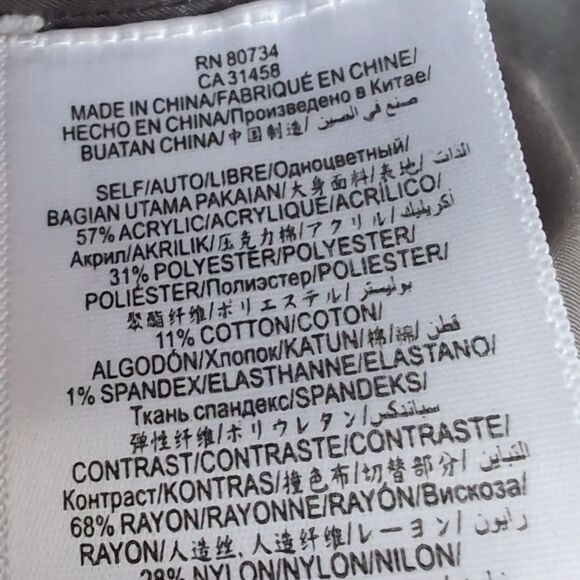 RN 80734
CA 31458
MADE IN CHINA/FABRIQUÉ EN CHINE/
HECHO EN CHINA/Произведено в Китае/
BUATAN CHINA/中国制造/ صنع في الصين/
SELF/AUTO/LIBRE/Одноцветный/
BAGIAN UTAMA PAKAIAN/大身面料/表地/ الذات/
57% ACRYLIC/ACRYLIQUE/ACRÍLICO/
Акрил/AKRILIK/压克力棉/アクリル/ أكريليك/
31% POLYESTER/POLYESTER/
POLIÉSTER/Полиэстер/POLIESTER/
聚酯纤维/ポリエステル/ بوليستر/
11% COTTON/COTON/
ALGODÓN/Хлопок/KATUN/棉/綿/ قطن/
1% SPANDEX/ELASTHANNE/ELASTANO/
Ткань спандекс/SPANDEKS/
弹性纤维/ポリウレタン/ سباندكس/
CONTRAST/CONTRASTE/CONTRASTE/
Контраст/KONTRAS/撞色布/切替部分/ التباين/
68% RAYON/RAYONNE/RAYÓN/Вискоза/
RAYON/人造丝,人造纤维/レーヨン/ رايون/
28% NYLON/NYLON/NILON/